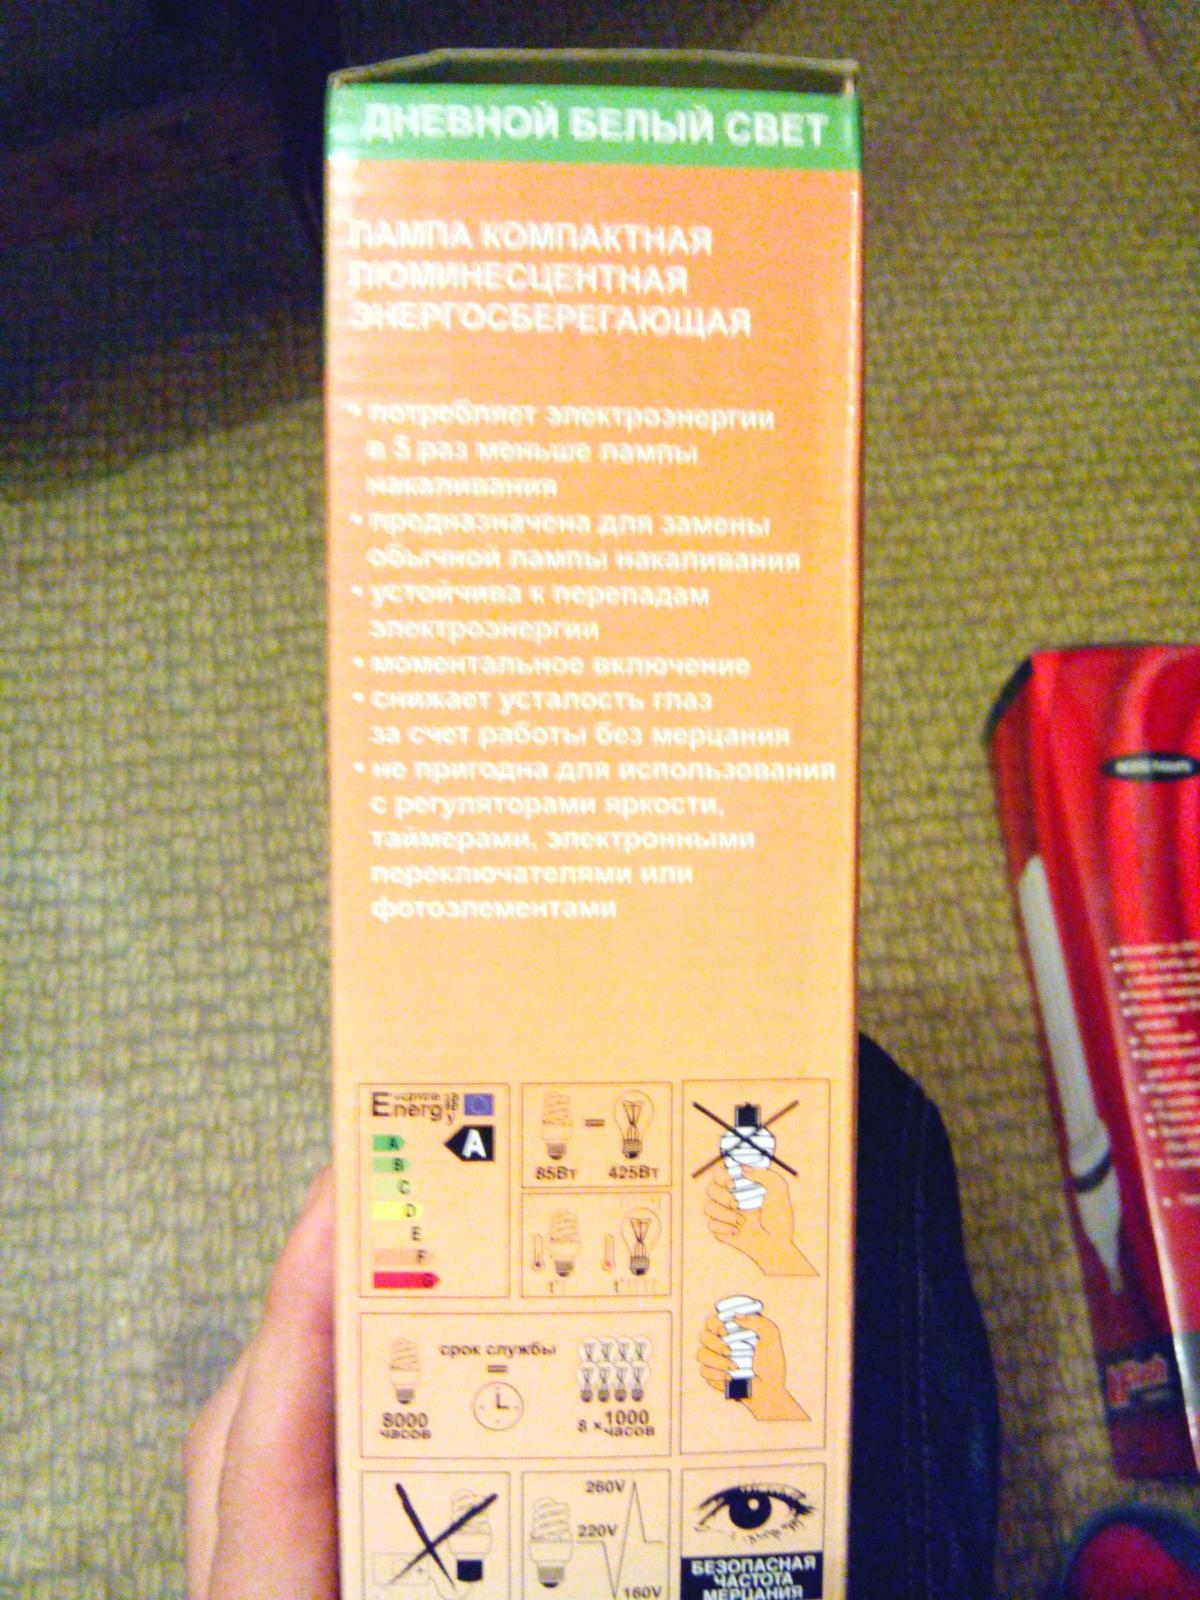 ДНЕВНОЙ БЕЛЫЙ СВЕТ
ЛАМПА КОМПАКТНАЯ
ЛЮМИНЕСЦЕНТНАЯ
ЭНЕРГОСБЕРЕГАЮЩАЯ
• потребляет электроэнергии
в 5 раз меньше лампы
накаливания
• предназначена для замены
обычной лампы накаливания
• устойчива к перепадам
электроэнергии
• моментальное включение
• снижает усталость глаз
за счет работы без мерцания
• не пригодна для использования
с регуляторами яркости,
таймерами, электронными
переключателями или
фотоэлементами
Energy
A
A
B
C
D
E
F
G
85Вт = 425Вт
t° t°
срок службы
=
8000 часов
8 × 1000 часов
260V
220V
160V
БЕЗОПАСНАЯ
ЧАСТОТА
МЕРЦАНИЯ